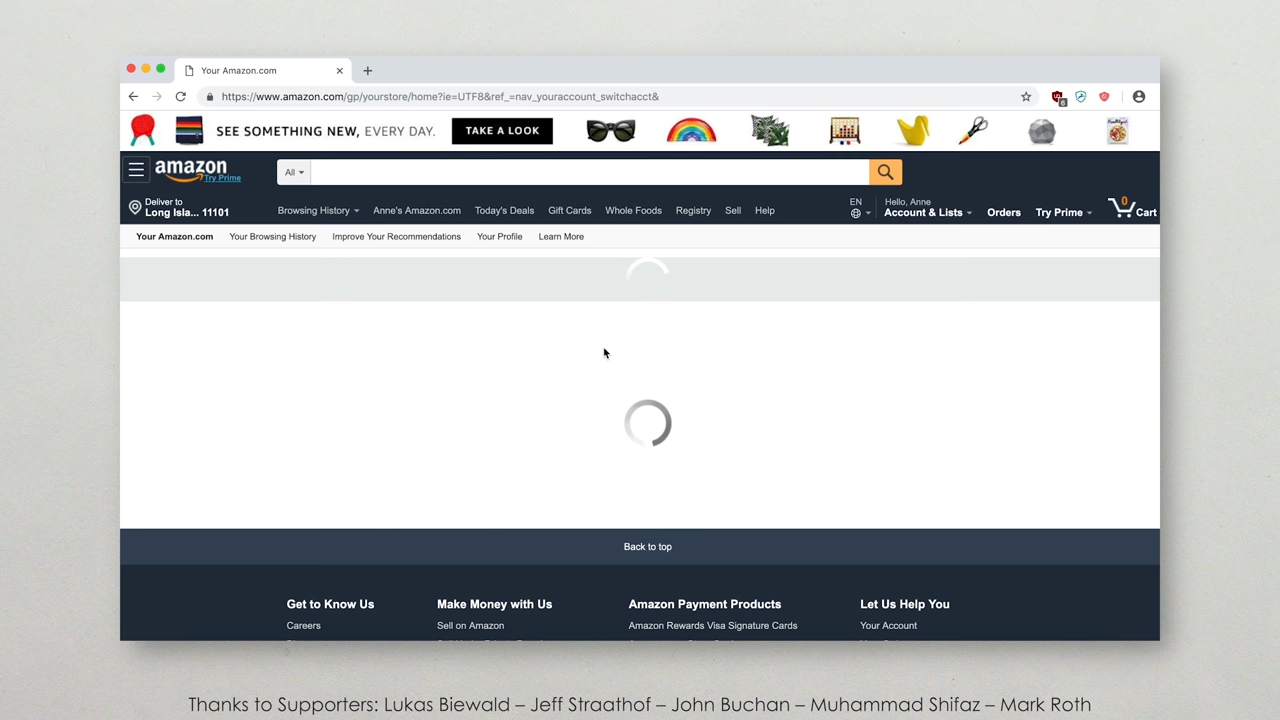 Your Amazon.com
https://www.amazon.com/gp/yourstore/home?ie=UTF8&ref_=nav_youraccount_switchacct&
6
SEE SOMETHING NEW, EVERY DAY. TAKE A LOOK
amazon
Try Prime
All
Deliver to
Long Isla... 11101
Browsing History Anne's Amazon.com Today's Deals Gift Cards Whole Foods Registry Sell Help
EN
Hello, Anne
Account & Lists
Orders
Try Prime
0
Cart
Your Amazon.com Your Browsing History Improve Your Recommendations Your Profile Learn More
Back to top
Get to Know Us Make Money with Us Amazon Payment Products Let Us Help You
Careers Sell on Amazon Amazon Rewards Visa Signature Cards Your Account
Thanks to Supporters: Lukas Biewald – Jeff Straathof – John Buchan – Muhammad Shifaz – Mark Roth